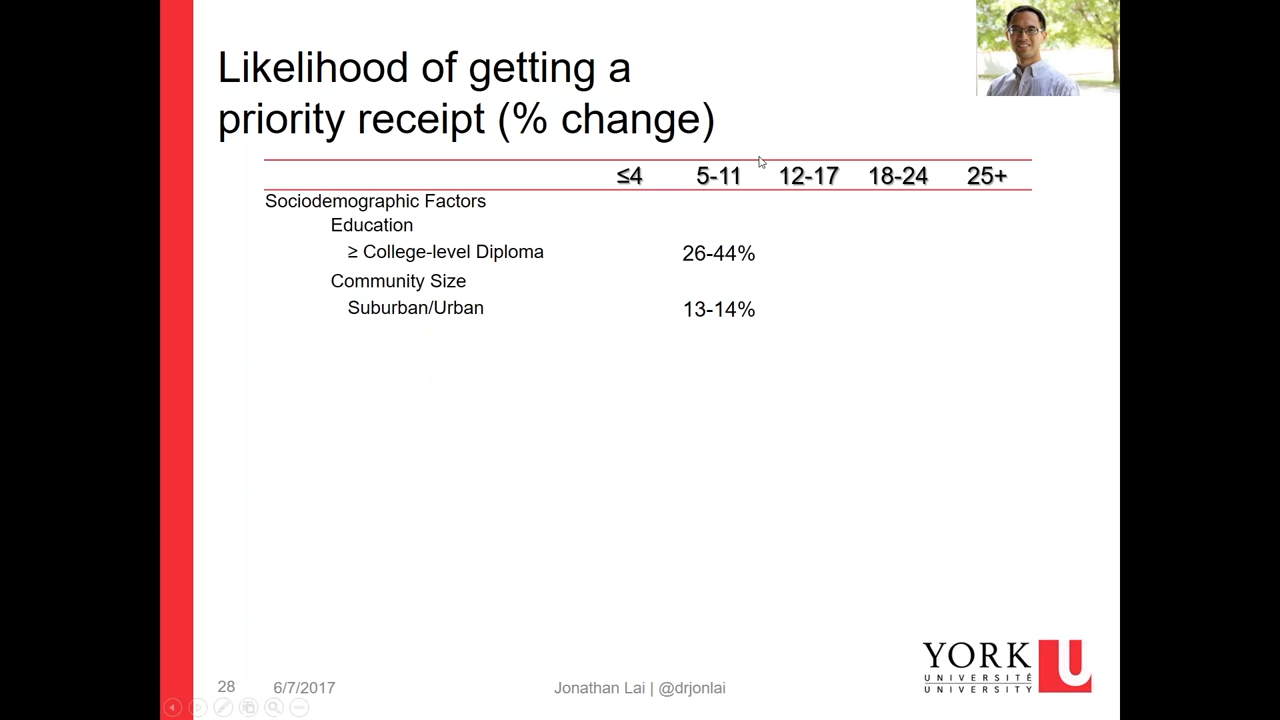 Likelihood of getting a
priority receipt (% change)
≤4 5-11 12-17 18-24 25+
Sociodemographic Factors
Education
≥ College-level Diploma 26-44%
Community Size
Suburban/Urban 13-14%
YORK
UNIVERSITÉ
UNIVERSITY
U
28 6/7/2017 Jonathan Lai | @drjonlai